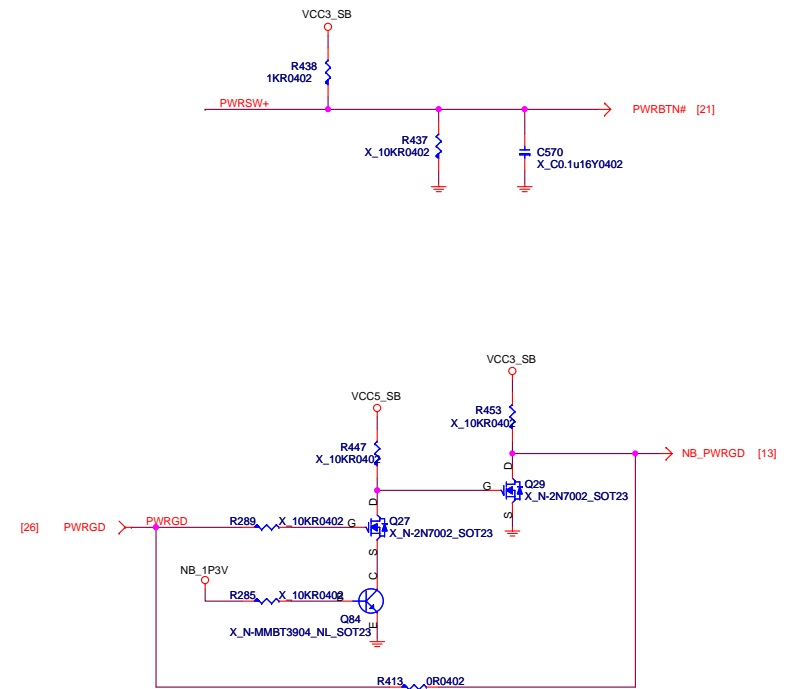 VCC3_SB
R438
1KR0402
PWRSW+
PWRBTN# [21]
R437
X_10KR0402
C570
X_C0.1u16Y0402
VCC3_SB
VCC5_SB
R453
X_10KR0402
R447
X_10KR0402
NB_PWRGD [13]
D
G
Q29
X_N-2N7002_SOT23
S
D
[26] PWRGD
PWRGD
R289
X_10KR0402
G
Q27
X_N-2N7002_SOT23
S
NB_1P3V
C
R285
X_10KR0402
B
Q84
E
X_N-MMBT3904_NL_SOT23
R413
0R0402